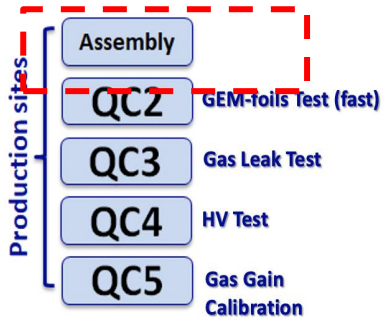 Production sites
Assembly
QC2 GEM-foils Test (fast)
QC3 Gas Leak Test
QC4 HV Test
QC5 Gas Gain
Calibration